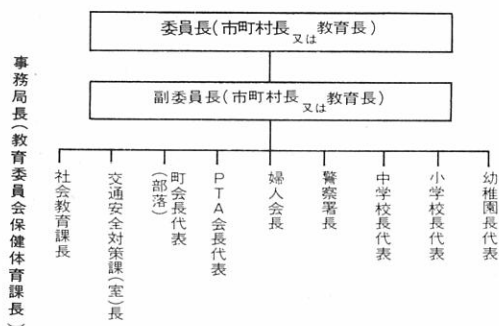 委員長(市町村長又は教育長)
副委員長(市町村長又は教育長)
事務局長(教育委員会保健体育課長)
幼稚園長代表
小学校長代表
中学校長代表
警察署長
婦人会長
PTA会長代表
町会長代表
(部落)
交通安全対策課(室)長
社会教育課長